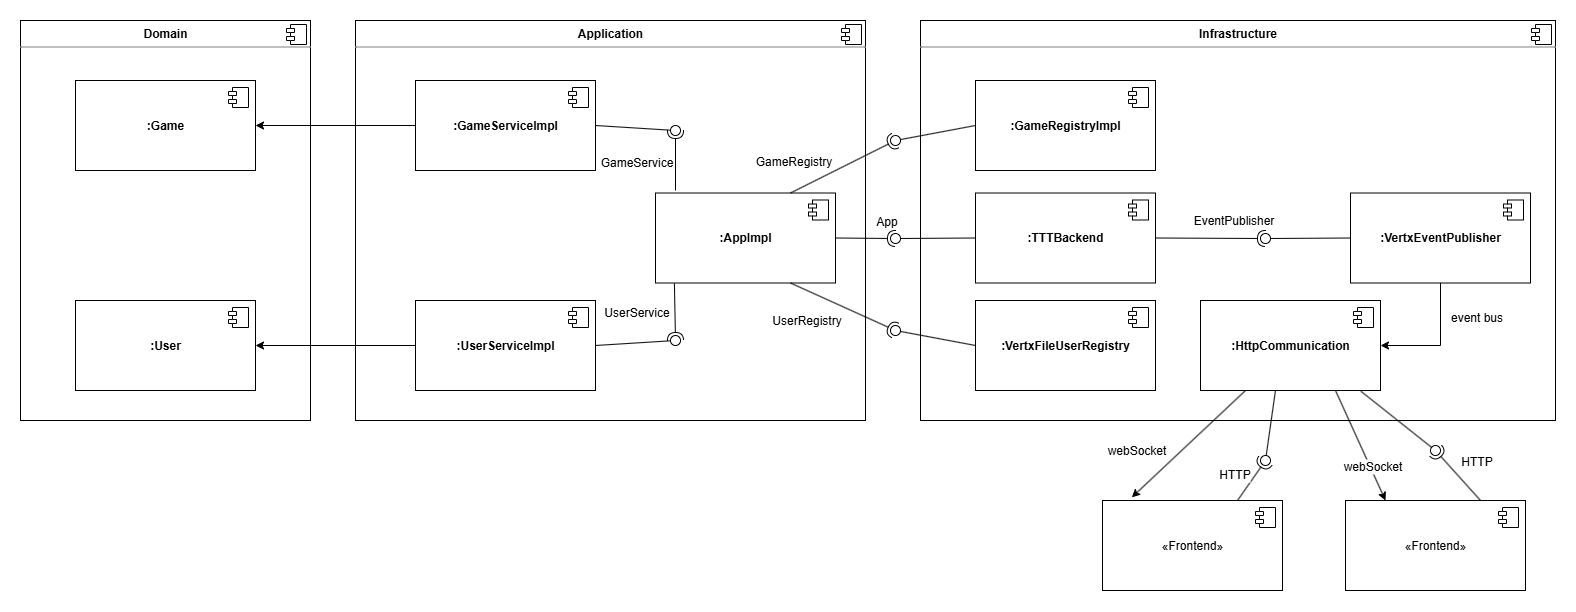 Domain
Application
Infrastructure
:Game
:GameServiceImpl
:GameRegistryImpl
GameService
GameRegistry
:AppImpl
App
:TTTBackend
EventPublisher
:VertxEventPublisher
:User
:UserServiceImpl
UserService
UserRegistry
:VertxFileUserRegistry
:HttpCommunication
event bus
webSocket
HTTP
webSocket
HTTP
«Frontend»
«Frontend»